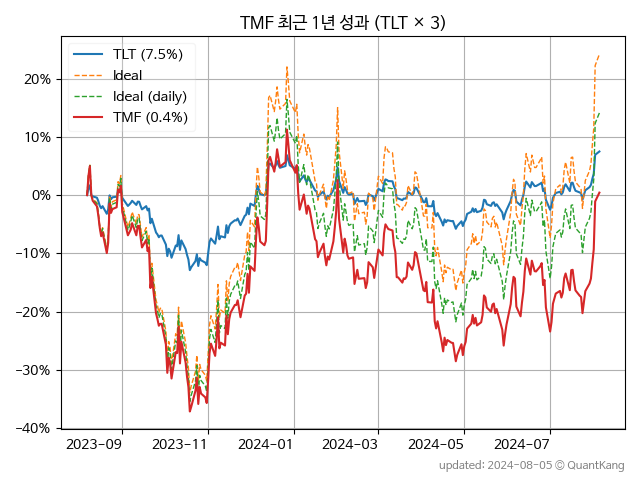 TMF 최근 1년 성과 (TLT × 3)
TLT (7.5%)
Ideal
Ideal (daily)
TMF (0.4%)
20%
10%
0%
−10%
−20%
−30%
−40%
2023-09 2023-11 2024-01 2024-03 2024-05 2024-07
updated: 2024-08-05 © QuantKang